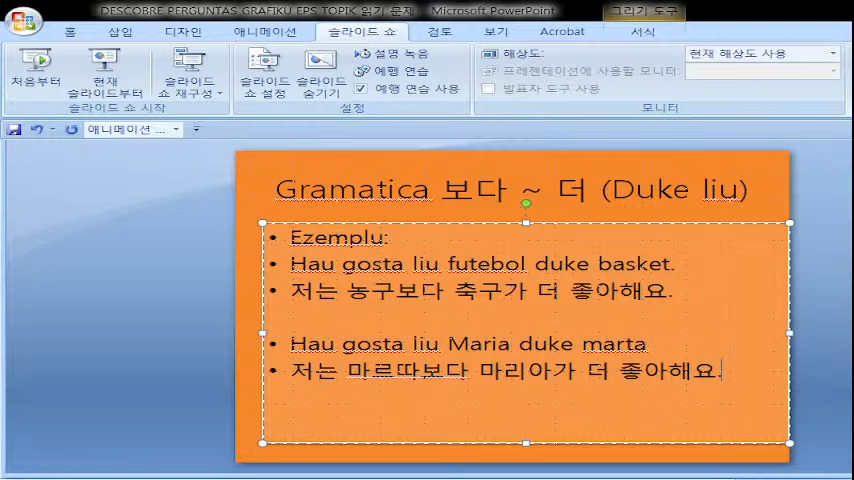 DESCOBRE PERGUNTAS GRAFIKU EPS TOPIK 읽기 문제 Microsoft PowerPoint 그리기 도구
홈 삽입 디자인 애니메이션 슬라이드 쇼 검토 보기 Acrobat 서식
처음부터
현재 슬라이드부터
슬라이드 쇼 재구성
슬라이드 쇼 설정
슬라이드 숨기기
설명 녹음
예행 연습
예행 연습 사용
해상도: 현재 해상도 사용
프레젠테이션에 사용할 모니터:
발표자 도구 사용
슬라이드 쇼 시작 설정 모니터
애니메이션 ...
Gramatica 보다 ~ 더 (Duke liu)
• Ezemplu:
• Hau gosta liu futebol duke basket.
• 저는 농구보다 축구가 더 좋아해요.
• Hau gosta liu Maria duke marta
• 저는 마르따보다 마리아가 더 좋아해요.